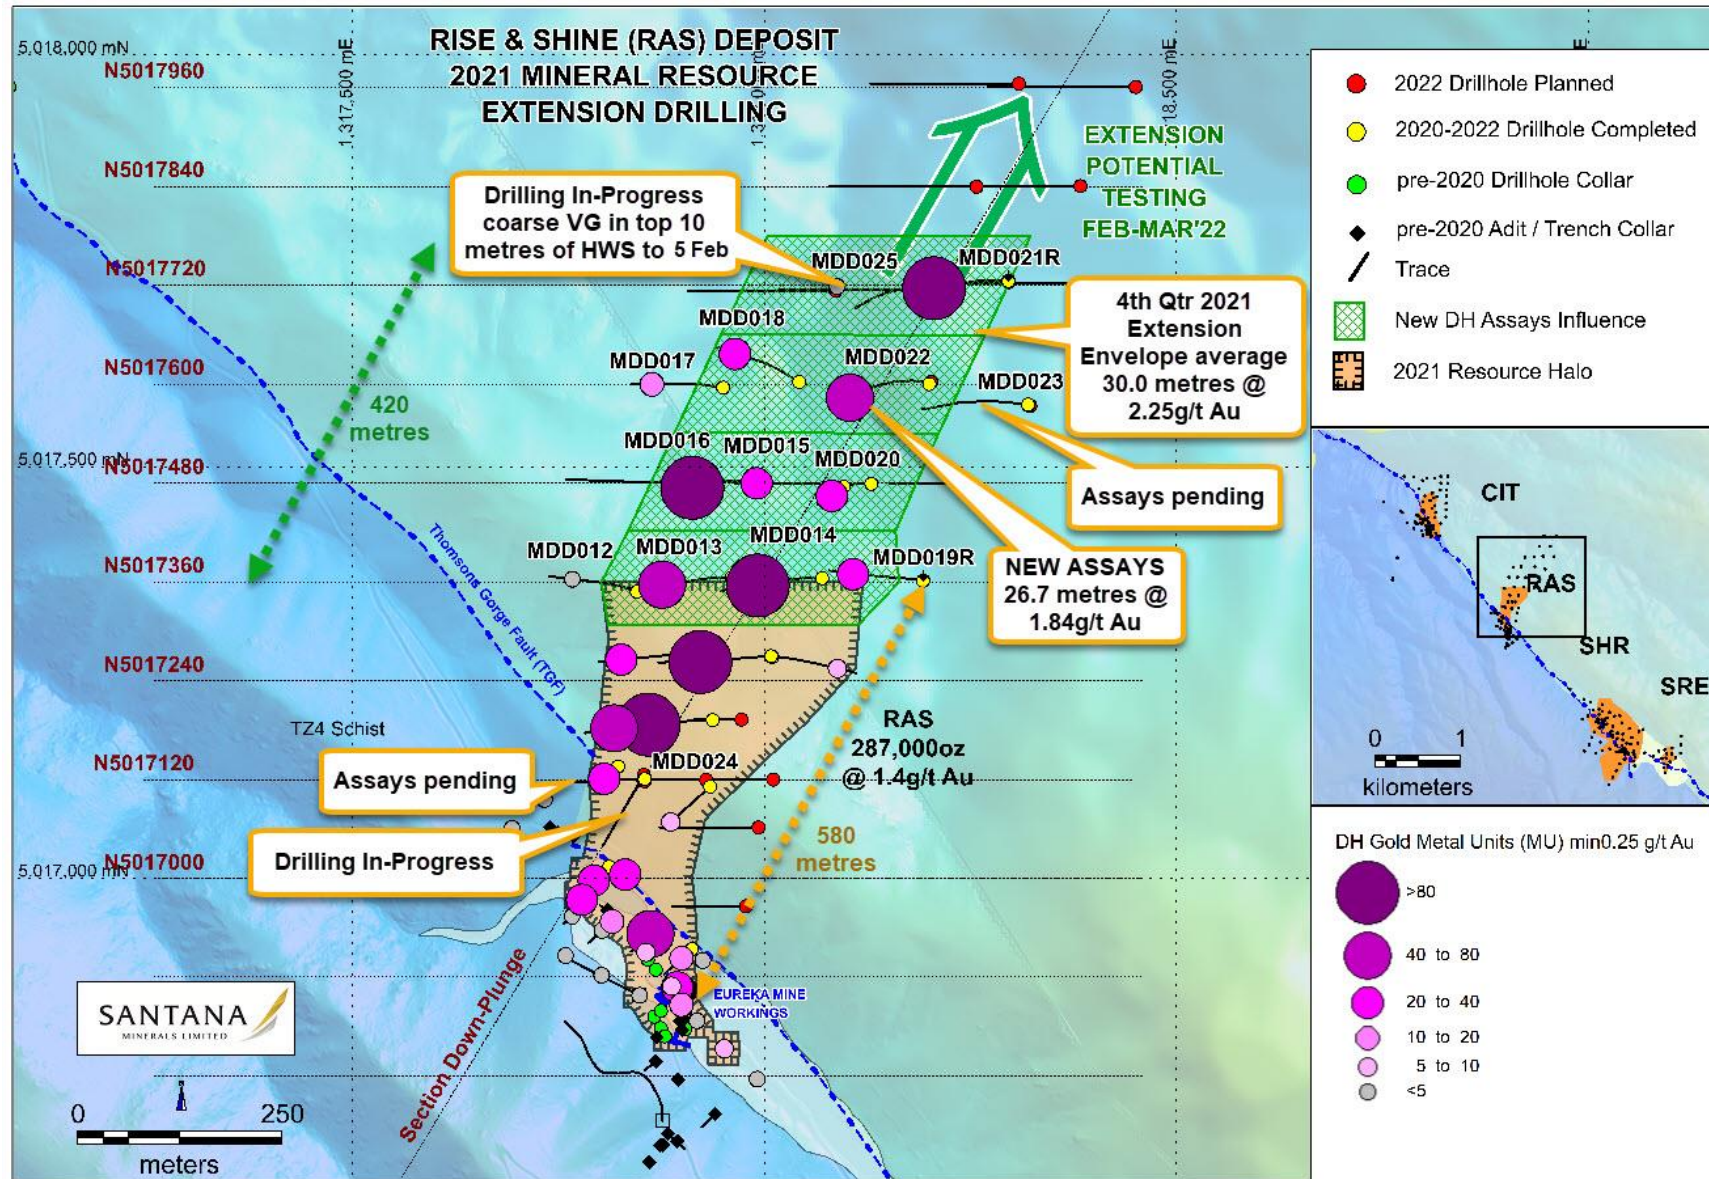 RISE & SHINE (RAS) DEPOSIT
2021 MINERAL RESOURCE
EXTENSION DRILLING
5,018,000 mN
N5017960
N5017840
N5017720
N5017600
5,017,500 mN
N5017480
N5017360
N5017240
N5017120
N5017000
5,017,000 mN
1,317,500 mE
18,500 mE
E
EXTENSION
POTENTIAL
TESTING
FEB-MAR'22
Drilling In-Progress
coarse VG in top 10
metres of HWS to 5 Feb
MDD025
MDD021R
MDD018
MDD017
MDD022
MDD023
MDD016
MDD015
MDD020
MDD012
MDD013
MDD014
MDD019R
MDD024
4th Qtr 2021
Extension
Envelope average
30.0 metres @
2.25g/t Au
Assays pending
NEW ASSAYS
26.7 metres @
1.84g/t Au
420
metres
Thomsons Gorge Fault (TGF)
TZ4 Schist
Assays pending
Drilling In-Progress
RAS
287,000oz
@ 1.4g/t Au
580
metres
EUREKA MINE
WORKINGS
Section Down-Plunge
SANTANA
MINERALS LIMITED
0 250
meters
2022 Drillhole Planned
2020-2022 Drillhole Completed
pre-2020 Drillhole Collar
pre-2020 Adit / Trench Collar
Trace
New DH Assays Influence
2021 Resource Halo
CIT
RAS
SHR
SRE
0 1
kilometers
DH Gold Metal Units (MU) min0.25 g/t Au
>80
40 to 80
20 to 40
10 to 20
5 to 10
<5